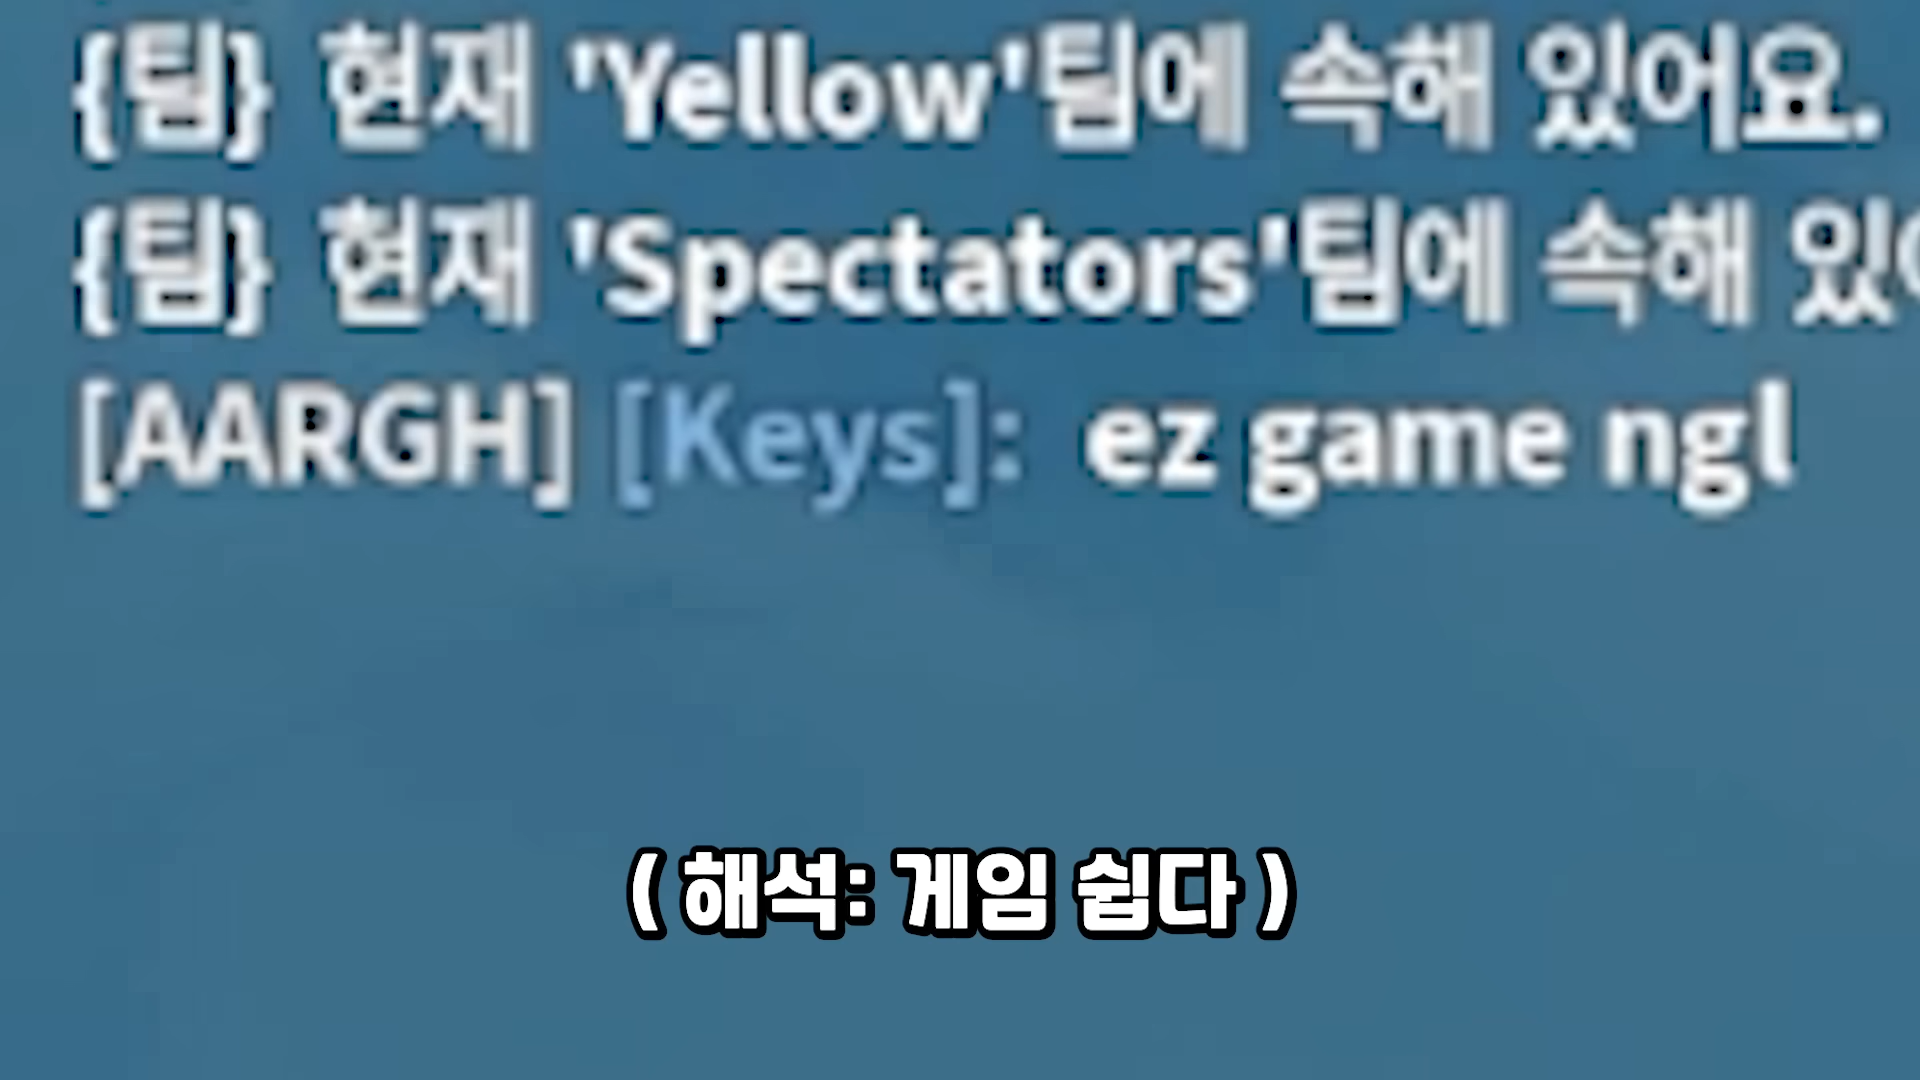 {팀} 현재 'Yellow'팀에 속해 있어요.
{팀} 현재 'Spectators'팀에 속해 있
[AARGH] [Keys]: ez game ngl
( 해석: 게임 쉽다 )